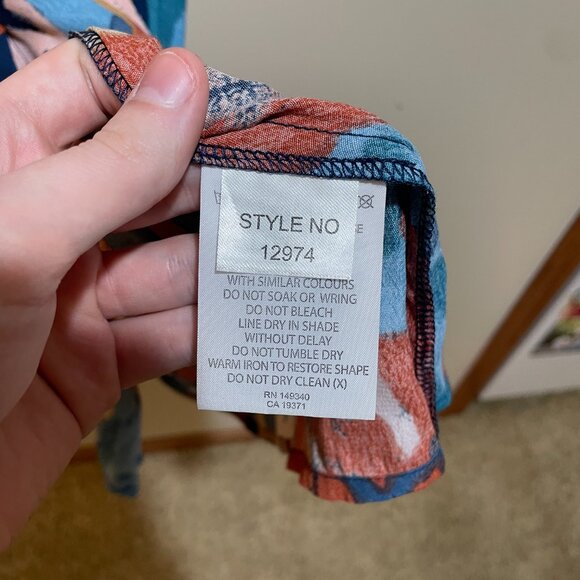 STYLE NO
12974
WITH SIMILAR COLOURS
DO NOT SOAK OR WRING
DO NOT BLEACH
LINE DRY IN SHADE
WITHOUT DELAY
DO NOT TUMBLE DRY
WARM IRON TO RESTORE SHAPE
DO NOT DRY CLEAN (X)
RN 149340
CA 19371